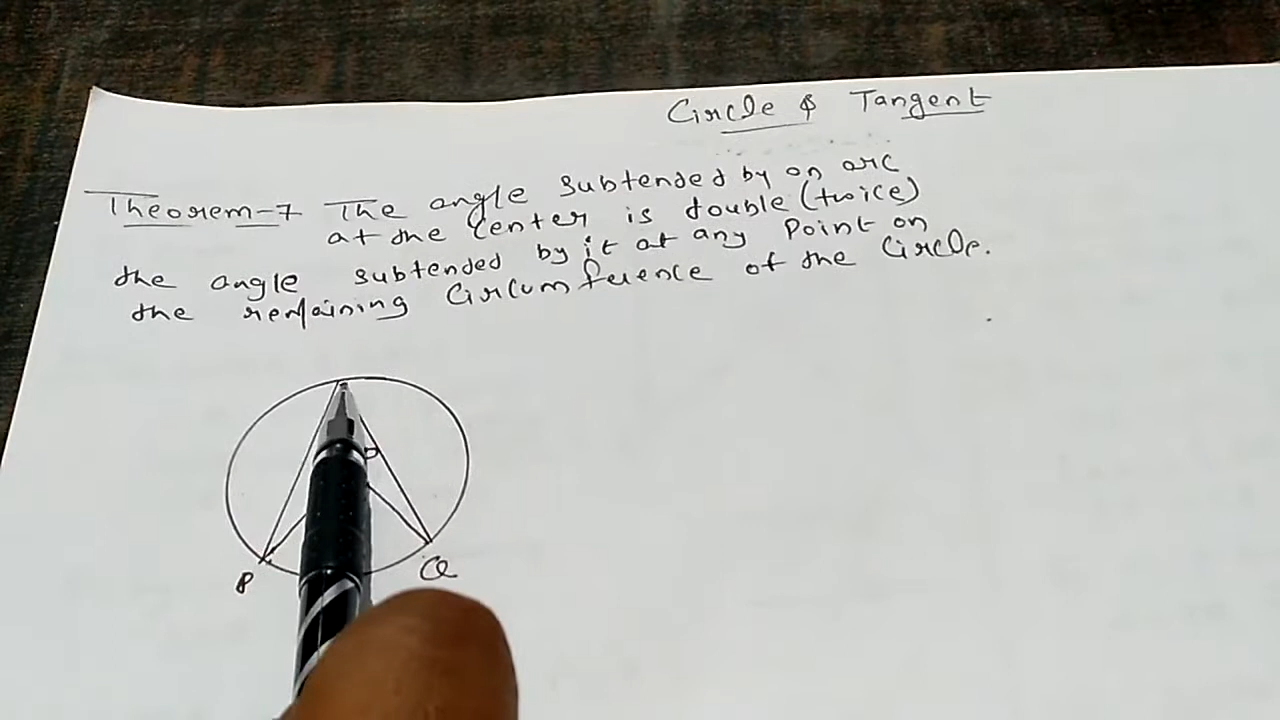 Circle & Tangent
Theorem-7 The angle subtended by on arc
at the center is double (twice)
the angle subtended by it at any Point on
the remaining Circumference of the Circle.
P
Q